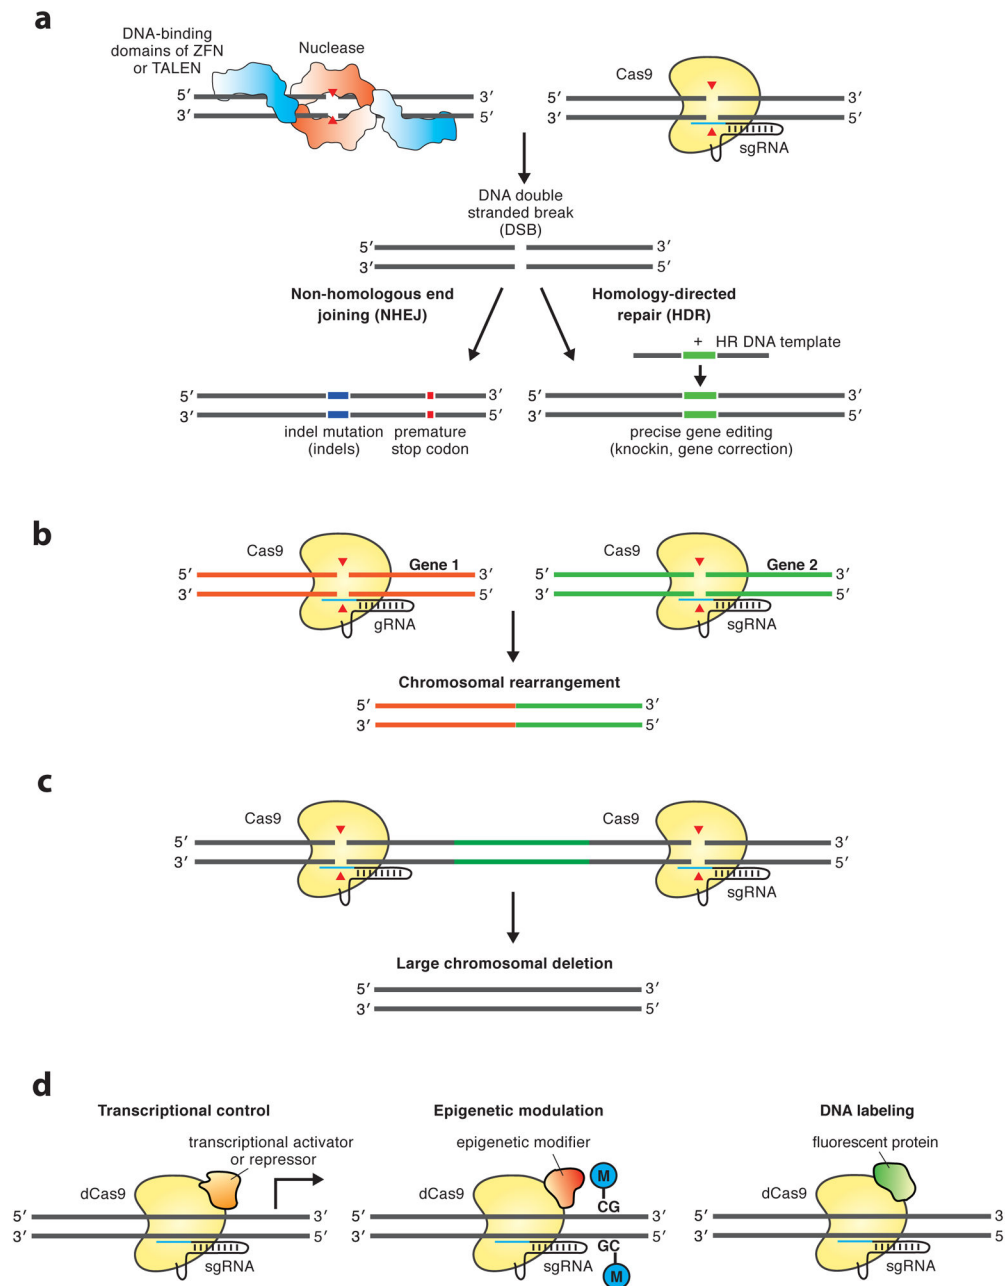 a
DNA-binding
domains of ZFN
or TALEN
Nuclease
5′ 3′
3′ 5′
Cas9
5′ 3′
3′ 5′
sgRNA
DNA double
stranded break
(DSB)
5′ 3′
3′ 5′
Non-homologous end
joining (NHEJ)
Homology-directed
repair (HDR)
+ HR DNA template
5′ 3′
3′ 5′
indel mutation
(indels)
premature
stop codon
5′ 3′
3′ 5′
precise gene editing
(knockin, gene correction)
b
Cas9
Gene 1
5′ 3′
3′ 5′
gRNA
Cas9
Gene 2
5′ 3′
3′ 5′
sgRNA
Chromosomal rearrangement
5′ 3′
3′ 5′
c
Cas9
Cas9
5′ 3′
3′ 5′
sgRNA
Large chromosomal deletion
5′ 3′
3′ 5′
d
Transcriptional control
transcriptional activator
or repressor
dCas9
5′ 3′
3′ 5′
sgRNA
Epigenetic modulation
epigenetic modifier
dCas9
M
CG
5′ 3′
3′ 5′
GC
M
sgRNA
DNA labeling
fluorescent protein
dCas9
5′ 3
3′ 5
sgRNA